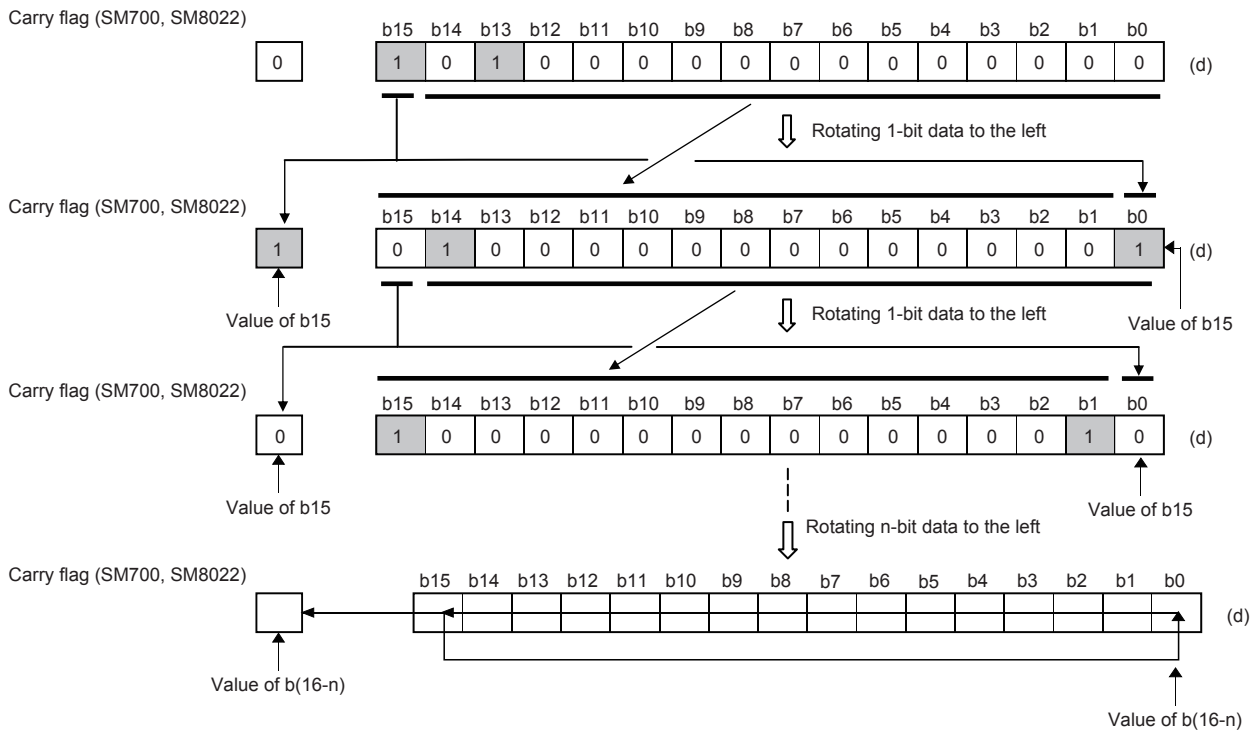 Carry flag (SM700, SM8022)
b15 b14 b13 b12 b11 b10 b9 b8 b7 b6 b5 b4 b3 b2 b1 b0
0 1 0 1 0 0 0 0 0 0 0 0 0 0 0 0 0 (d)
Rotating 1-bit data to the left
Carry flag (SM700, SM8022)
b15 b14 b13 b12 b11 b10 b9 b8 b7 b6 b5 b4 b3 b2 b1 b0
1 0 1 0 0 0 0 0 0 0 0 0 0 0 0 0 1 (d)
Value of b15
Rotating 1-bit data to the left
Value of b15
Carry flag (SM700, SM8022)
b15 b14 b13 b12 b11 b10 b9 b8 b7 b6 b5 b4 b3 b2 b1 b0
0 1 0 0 0 0 0 0 0 0 0 0 0 0 0 1 0 (d)
Value of b15
Value of b15
Rotating n-bit data to the left
Carry flag (SM700, SM8022)
b15 b14 b13 b12 b11 b10 b9 b8 b7 b6 b5 b4 b3 b2 b1 b0
(d)
Value of b(16-n)
Value of b(16-n)